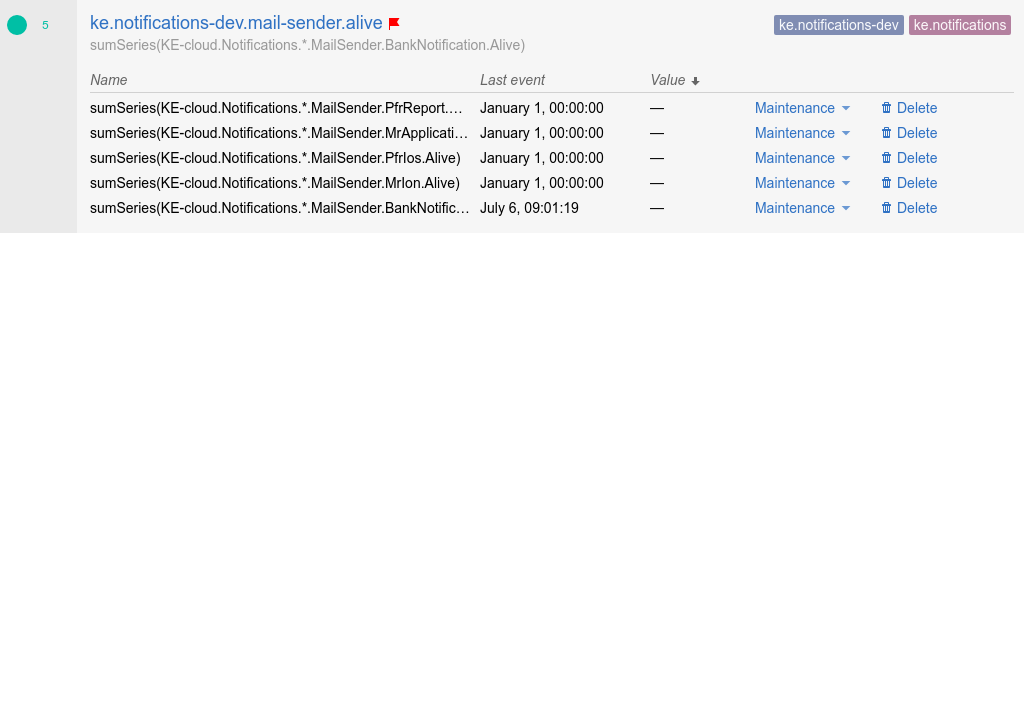 5 ke.notifications-dev.mail-sender.alive ke.notifications-dev ke.notifications
sumSeries(KE-cloud.Notifications.*.MailSender.BankNotification.Alive)
Name Last event Value
sumSeries(KE-cloud.Notifications.*.MailSender.PfrReport.… January 1, 00:00:00 — Maintenance Delete
sumSeries(KE-cloud.Notifications.*.MailSender.MrApplicati… January 1, 00:00:00 — Maintenance Delete
sumSeries(KE-cloud.Notifications.*.MailSender.PfrIos.Alive) January 1, 00:00:00 — Maintenance Delete
sumSeries(KE-cloud.Notifications.*.MailSender.MrIon.Alive) January 1, 00:00:00 — Maintenance Delete
sumSeries(KE-cloud.Notifications.*.MailSender.BankNotific… July 6, 09:01:19 — Maintenance Delete